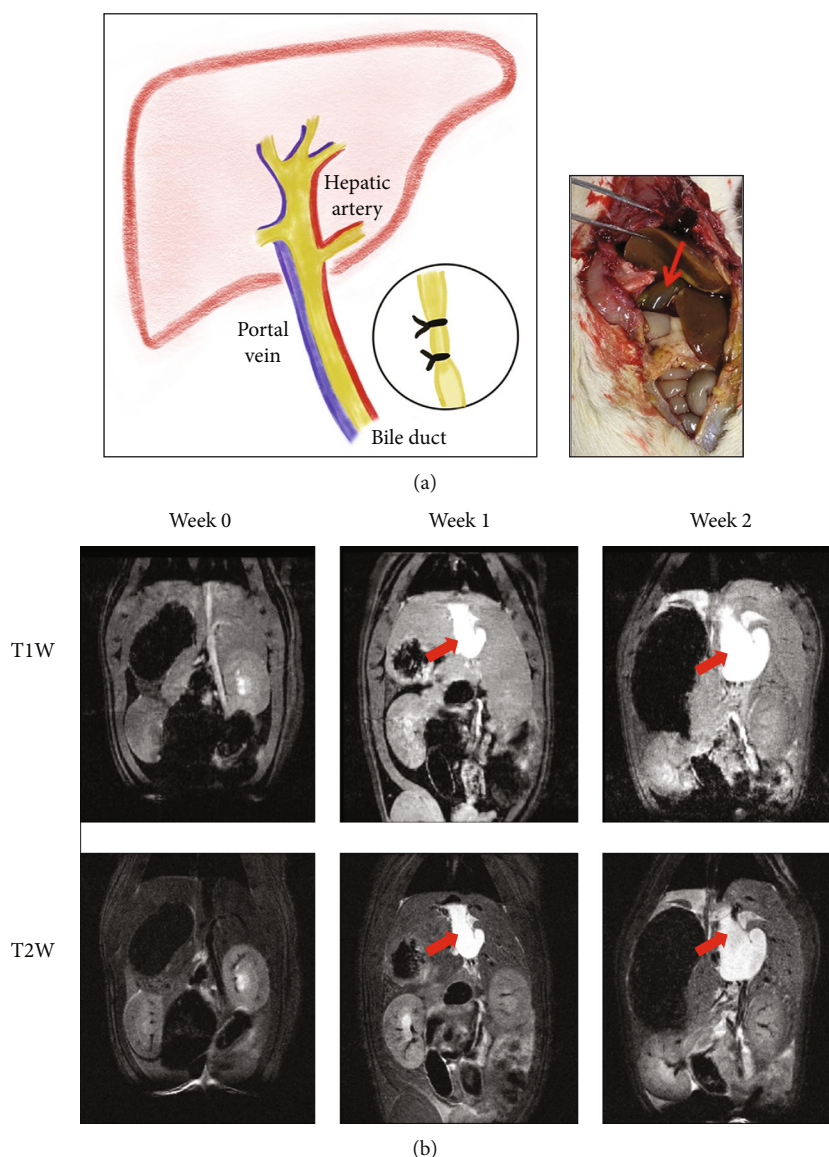 Hepatic
artery
Portal
vein
Bile duct
(a)
Week 0
Week 1
Week 2
T1W
T2W
(b)